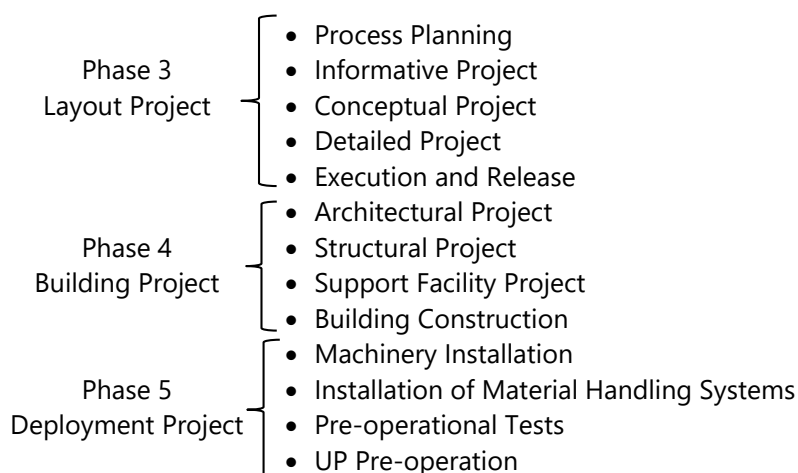 Phase 3
Layout Project
• Process Planning
• Informative Project
• Conceptual Project
• Detailed Project
• Execution and Release
Phase 4
Building Project
• Architectural Project
• Structural Project
• Support Facility Project
• Building Construction
Phase 5
Deployment Project
• Machinery Installation
• Installation of Material Handling Systems
• Pre-operational Tests
• UP Pre-operation